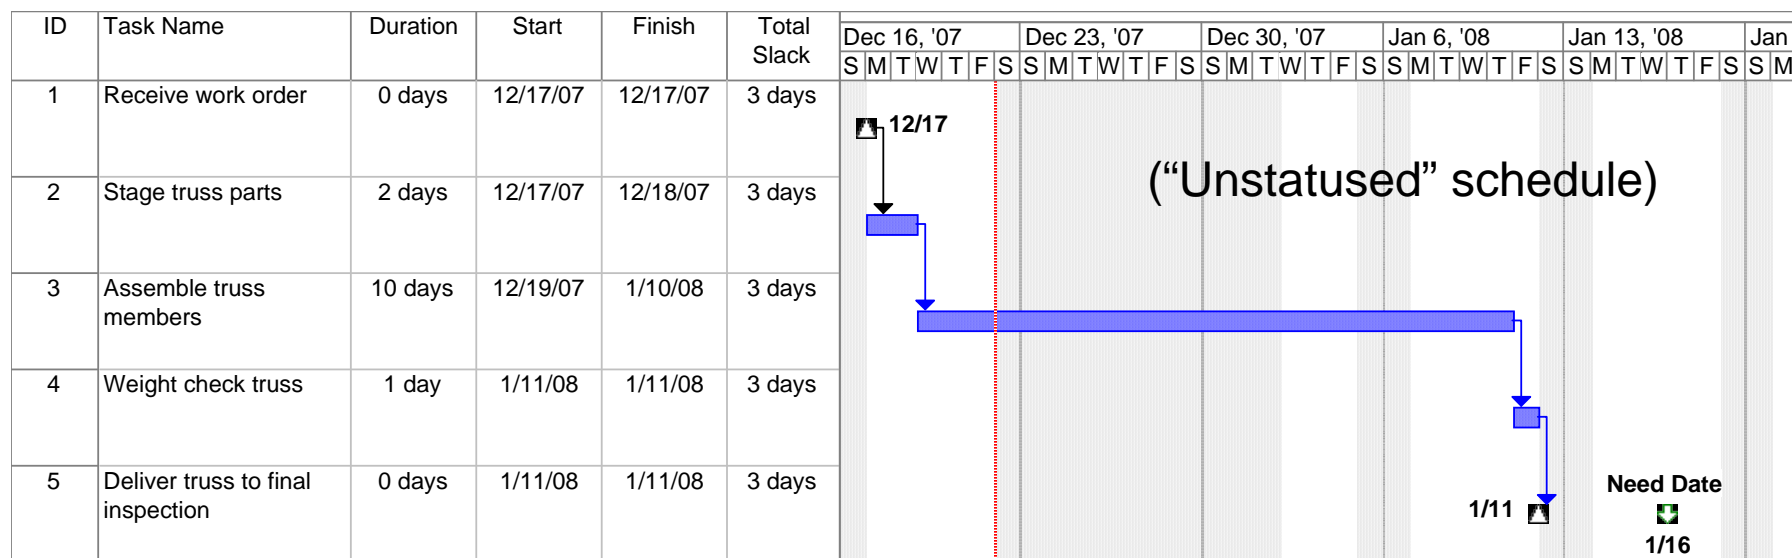 ID Task Name Duration Start Finish Total Slack
Dec 16, '07 Dec 23, '07 Dec 30, '07 Jan 6, '08 Jan 13, '08 Jan
S M T W T F S S M T W T F S S M T W T F S S M T W T F S S M T W T F S S M
1 Receive work order 0 days 12/17/07 12/17/07 3 days
12/17
("Unstatused" schedule)
2 Stage truss parts 2 days 12/17/07 12/18/07 3 days
3 Assemble truss members 10 days 12/19/07 1/10/08 3 days
4 Weight check truss 1 day 1/11/08 1/11/08 3 days
5 Deliver truss to final inspection 0 days 1/11/08 1/11/08 3 days
Need Date
1/11
1/16